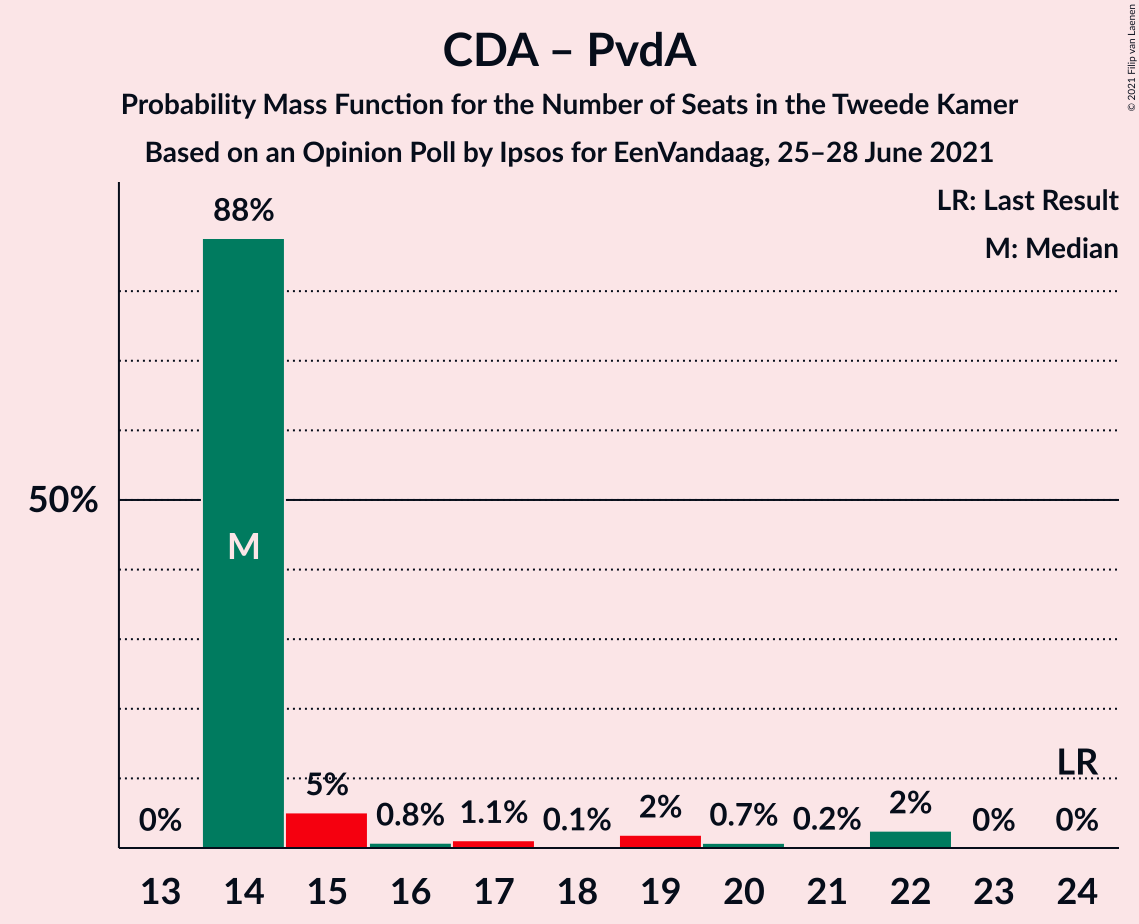 CDA – PvdA
Probability Mass Function for the Number of Seats in the Tweede Kamer
Based on an Opinion Poll by Ipsos for EenVandaag, 25–28 June 2021
© 2021 Filip van Laenen
LR: Last Result
M: Median
88%
50%
M
LR
0%
5%
0.8%
1.1%
0.1%
2%
0.7%
0.2%
2%
0%
0%
13 14 15 16 17 18 19 20 21 22 23 24